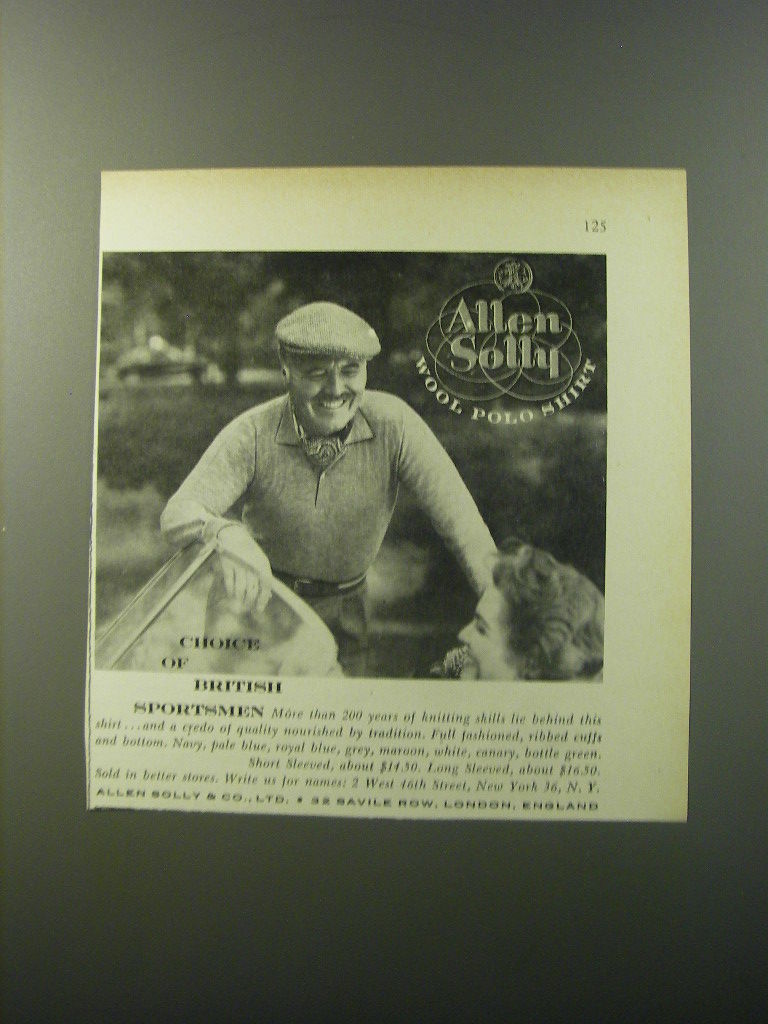 125
Allen
Solly
WOOL POLO SHIRT
CHOICE
OF
BRITISH
SPORTSMEN More than 200 years of knitting skills lie behind this
shirt...and a credo of quality nourished by tradition. Full fashioned, ribbed cuffs
and bottom. Navy, pale blue, royal blue, grey, maroon, white, canary, bottle green.
Short Sleeved, about $14.50. Long Sleeved, about $16.50.
Sold in better stores. Write us for names: 2 West 46th Street, New York 36, N. Y.
ALLEN SOLLY & CO., LTD. • 32 SAVILE ROW, LONDON, ENGLAND